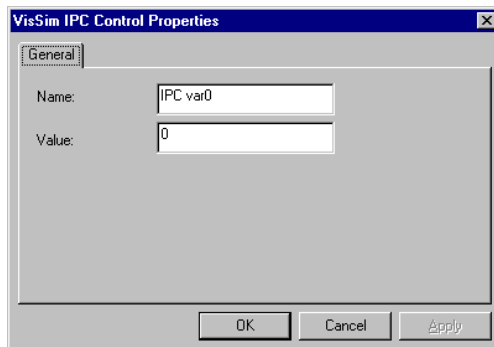 VisSim IPC Control Properties
General
Name: IPC var0
Value: 0
OK Cancel Apply